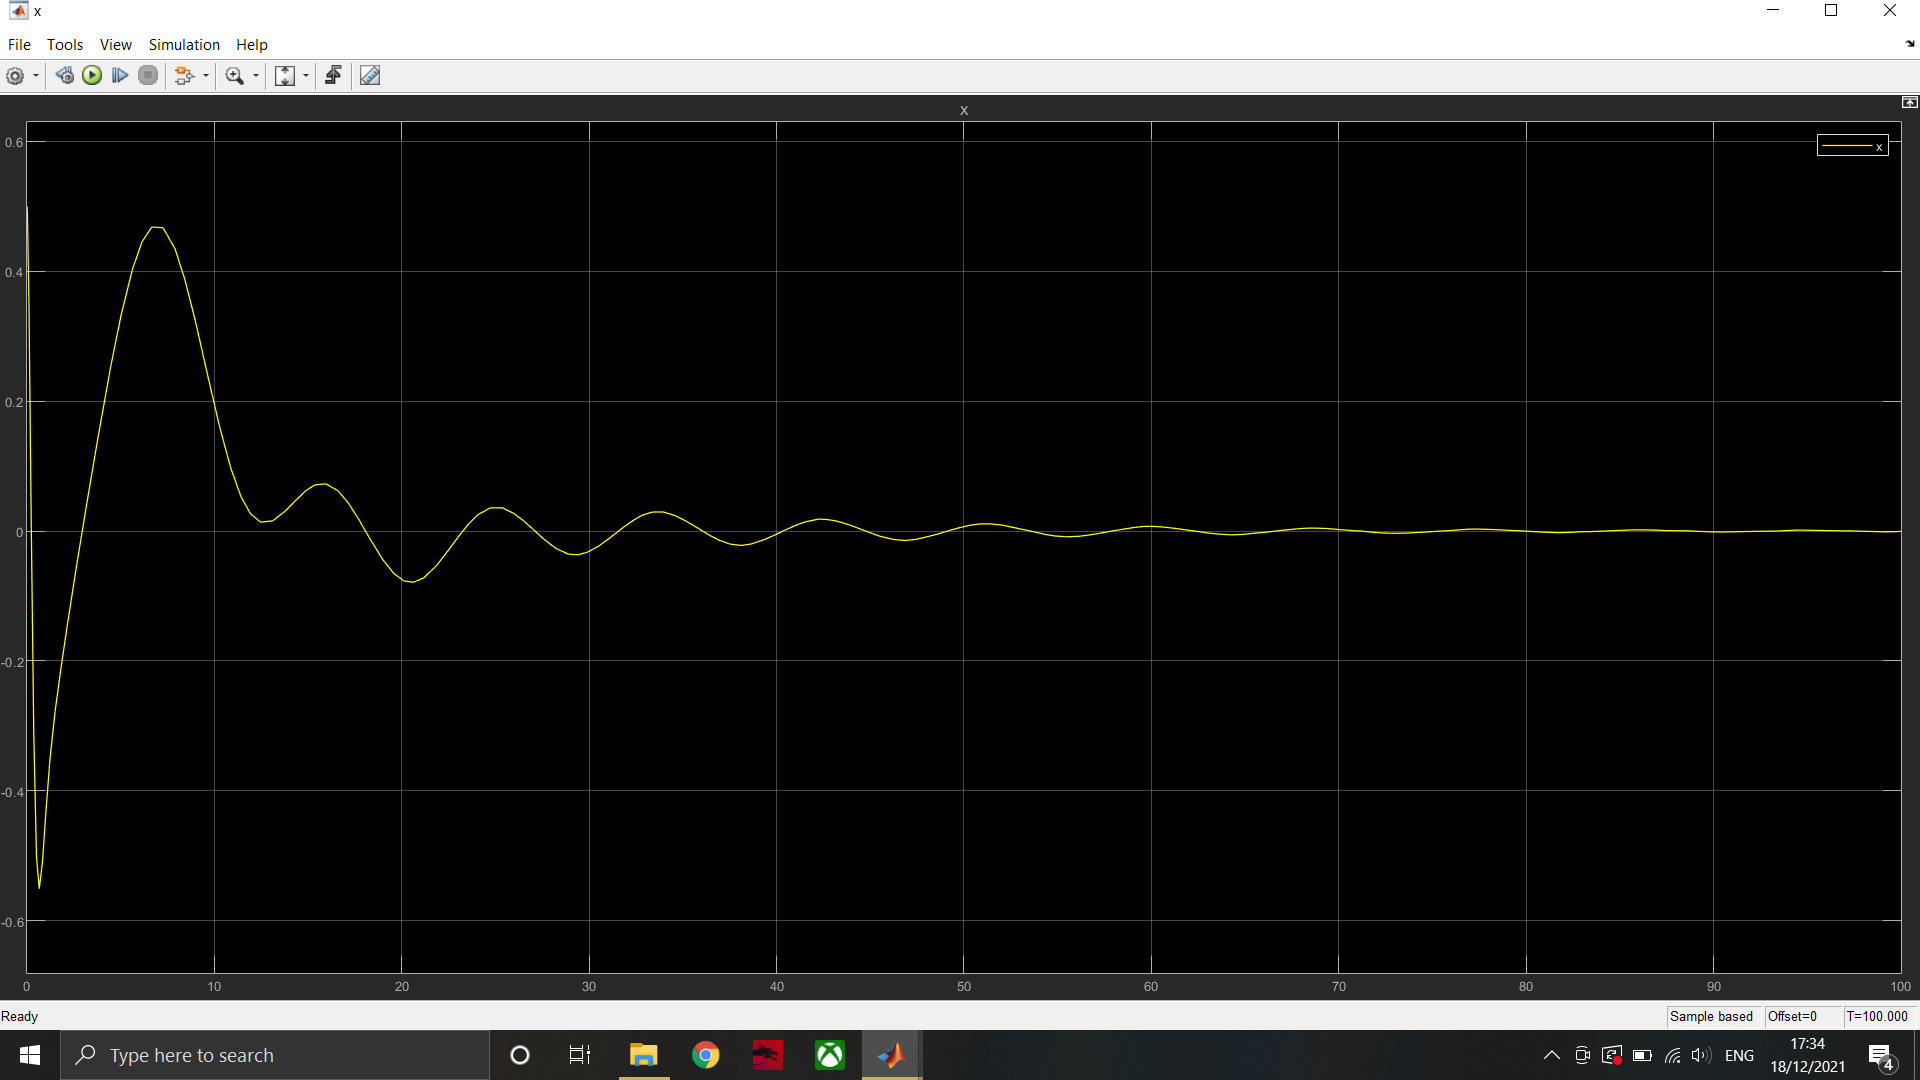 x
File Tools View Simulation Help
x
x
0.6
0.4
0.2
0
-0.2
-0.4
-0.6
0 10 20 30 40 50 60 70 80 90 100
Ready
Sample based Offset=0 T=100.000
Type here to search
ENG
17:34
18/12/2021
4